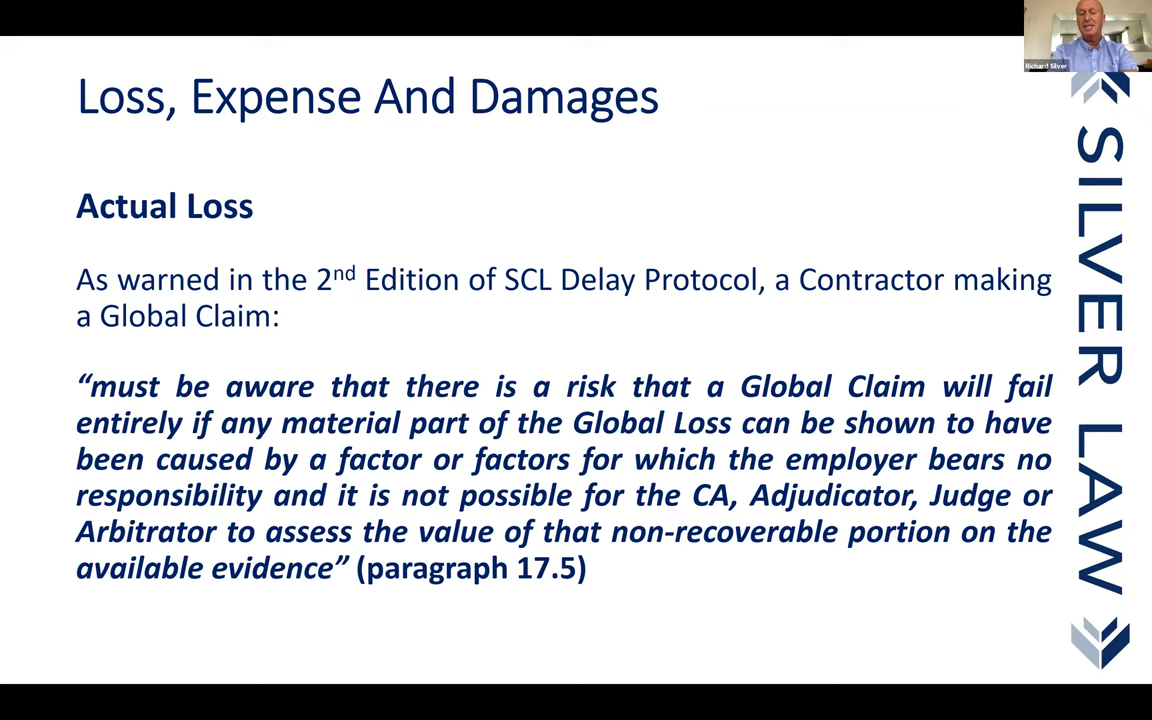 Richard Silver
Loss, Expense And Damages
Actual Loss
As warned in the 2nd Edition of SCL Delay Protocol, a Contractor making
a Global Claim:
“must be aware that there is a risk that a Global Claim will fail
entirely if any material part of the Global Loss can be shown to have
been caused by a factor or factors for which the employer bears no
responsibility and it is not possible for the CA, Adjudicator, Judge or
Arbitrator to assess the value of that non-recoverable portion on the
available evidence” (paragraph 17.5)
SILVER LAW